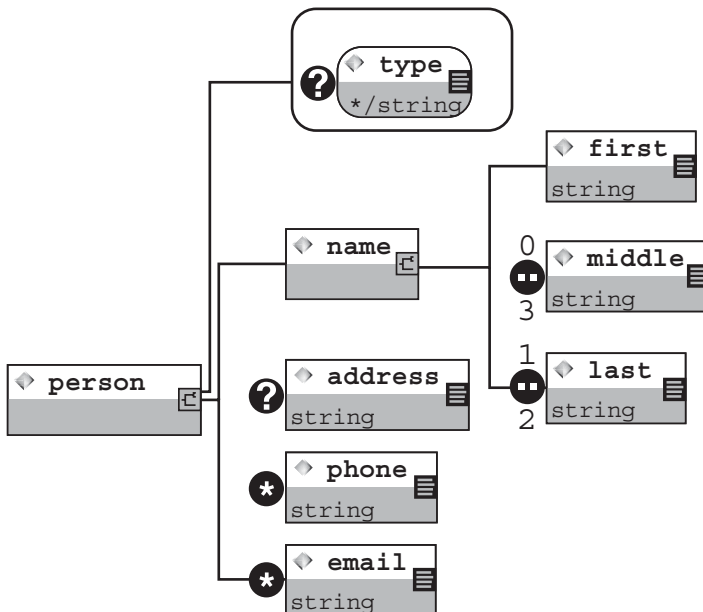 ?
type
*/string
first
string
name
0
middle
3
string
1
last
2
string
person
?
address
string
*
phone
string
*
email
string